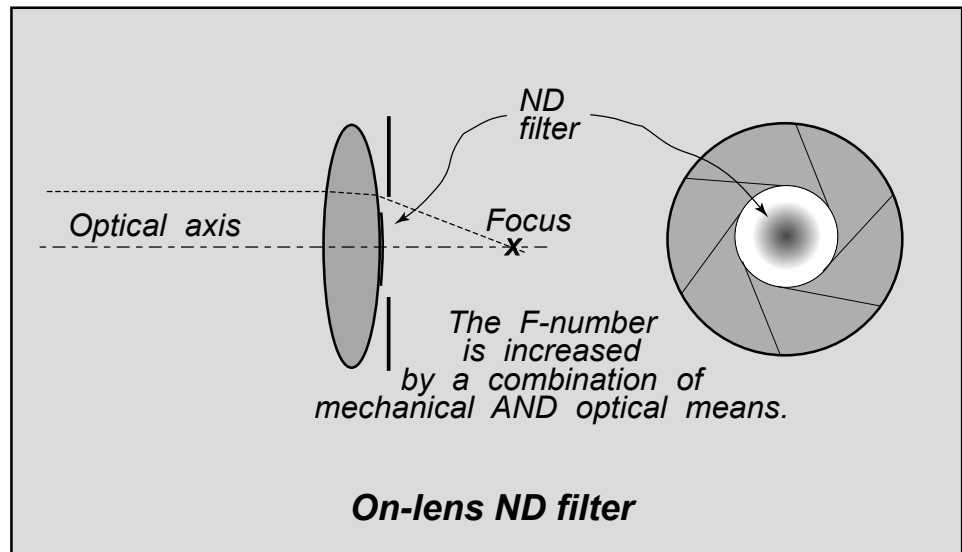 ND
filter
Optical axis
Focus
x
The F-number
is increased
by a combination of
mechanical AND optical means.
On-lens ND filter